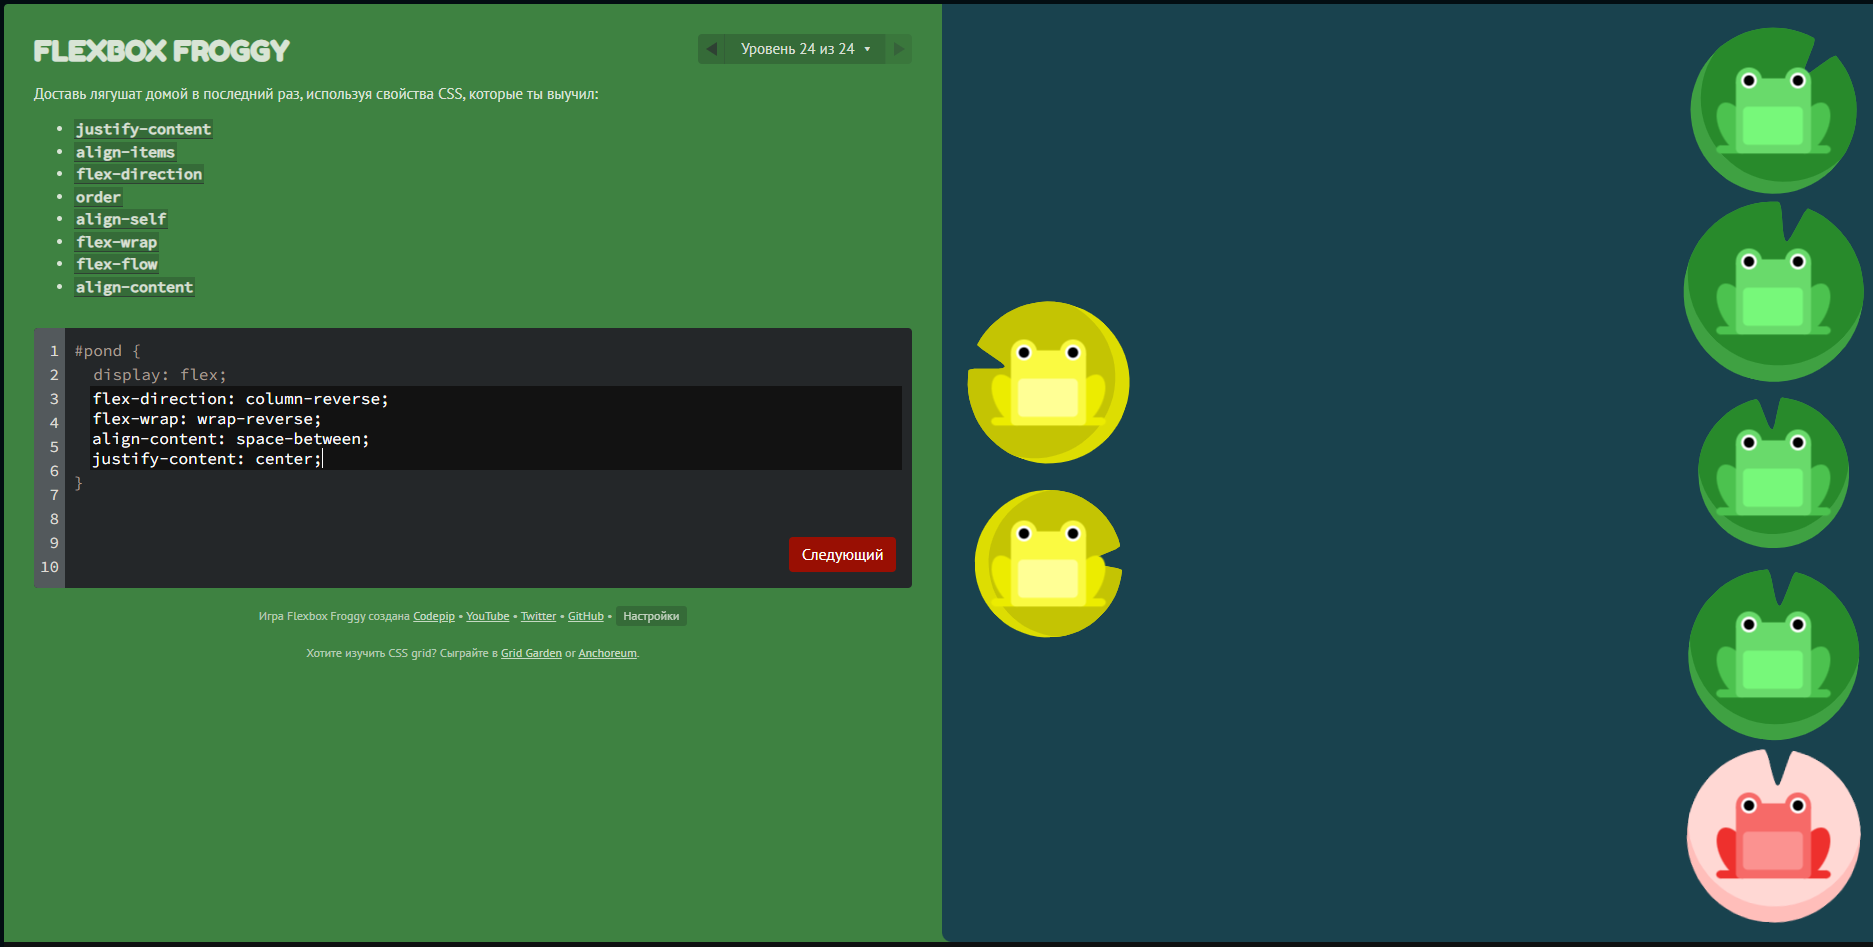 FLEXBOX FROGGY
Уровень 24 из 24
Доставь лягушат домой в последний раз, используя свойства CSS, которые ты выучил:
justify-content
align-items
flex-direction
order
align-self
flex-wrap
flex-flow
align-content
1 #pond {
2 display: flex;
3 flex-direction: column-reverse;
4 flex-wrap: wrap-reverse;
5 align-content: space-between;
6 justify-content: center;
7 }
8
9
10
Следующий
Игра Flexbox Froggy создана Codepip • YouTube • Twitter • GitHub • Настройки
Хотите изучить CSS grid? Сыграйте в Grid Garden or Anchoreum.